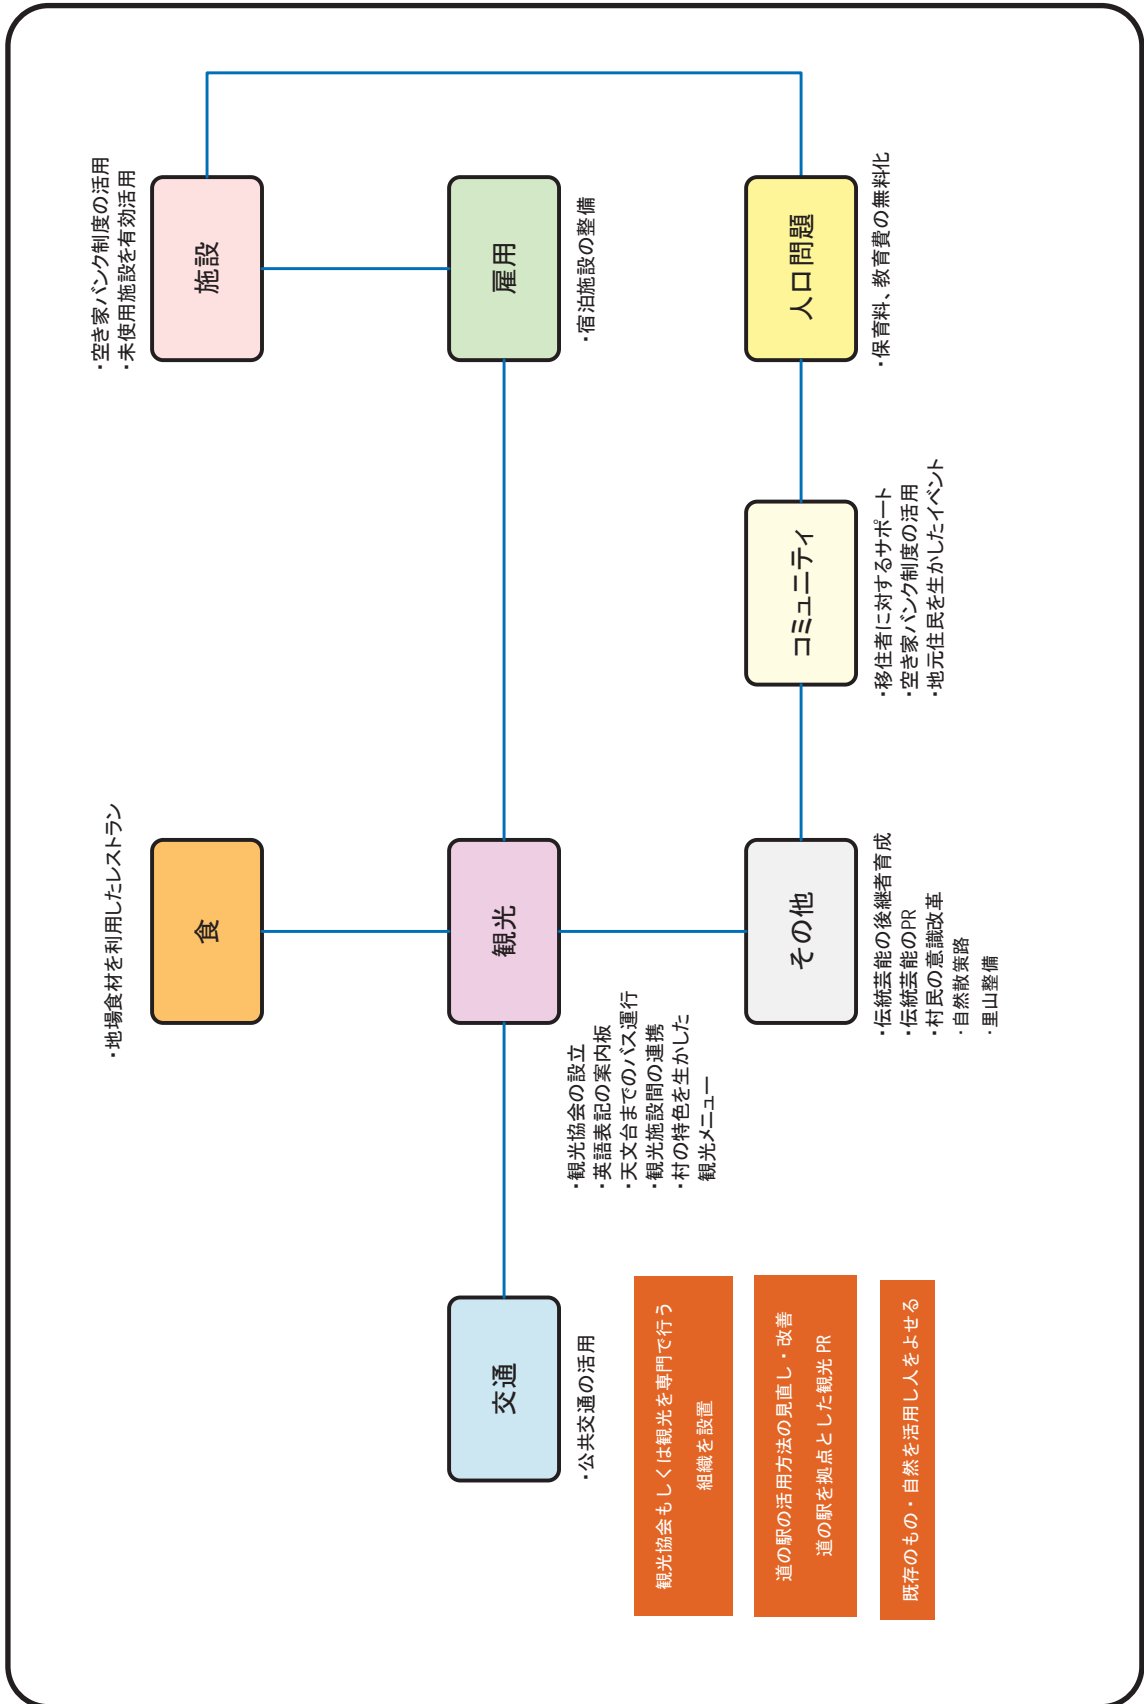 食
・地場食材を利用したレストラン
施設
・空き家バンク制度の活用
・未使用施設を有効活用
交通
・公共交通の活用
観光
・観光協会の設立
・英語表記の案内板
・天文台までのバス運行
・観光施設間の連携
・村の特色を生かした
観光メニュー
雇用
・宿泊施設の整備
その他
・伝統芸能の後継者育成
・伝統芸能のPR
・村民の意識改革
・自然散策路
・里山整備
コミュニティ
・移住者に対するサポート
・空き家バンク制度の活用
・地元住民を生かしたイベント
人口問題
・保育料、教育費の無料化
観光協会もしくは観光を専門で行う
組織を設置
道の駅の活用方法の見直し・改善
道の駅を拠点とした観光 PR
既存のもの・自然を活用し人をよせる